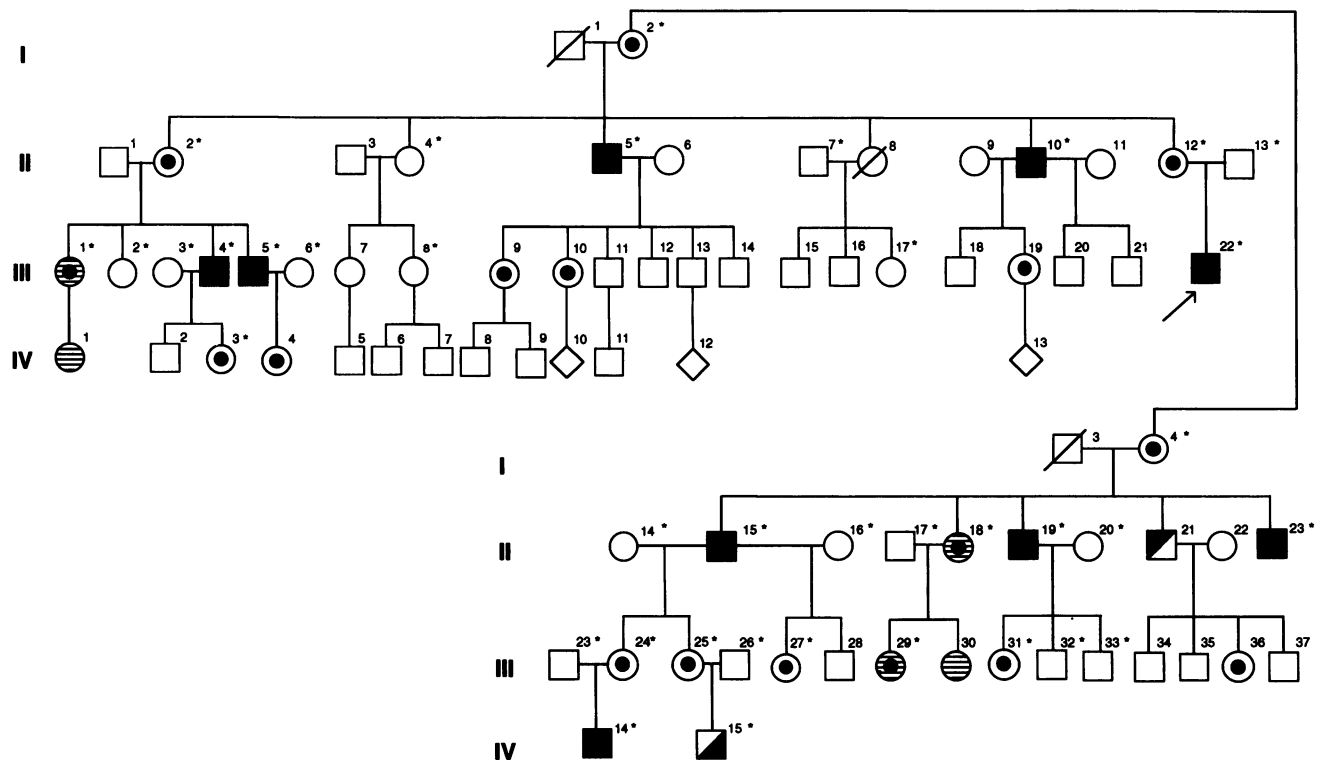 I 1 2*
II 1 2* 3 4* 5* 6 7* 8 9 10* 11 12* 13*
III 1* 2* 3* 4* 5* 6* 7 8* 9 10 11 12 13 14 15 16 17* 18 19 20 21 22*
IV 1 2 3* 4 5 6 7 8 9 10 11 12 13
I 3 4*
II 14* 15* 16* 17* 18* 19* 20* 21 22 23*
III 23* 24* 25* 26* 27* 28 29* 30 31* 32* 33* 34 35 36 37
IV 14* 15*